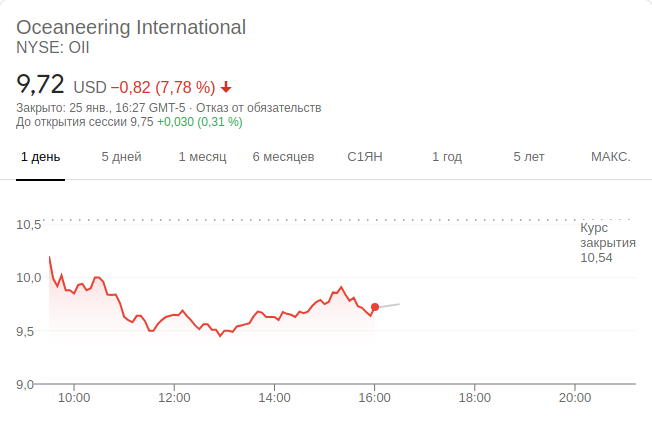 Oceaneering International
NYSE: OII
9,72 USD −0,82 (7,78 %)
Закрыто: 25 янв., 16:27 GMT-5 · Отказ от обязательств
До открытия сессии 9,75 +0,030 (0,31 %)
1 день 5 дней 1 месяц 6 месяцев С1ЯН 1 год 5 лет МАКС.
10,5
Курс
закрытия
10,54
10,0
9,5
9,0
10:00 12:00 14:00 16:00 18:00 20:00